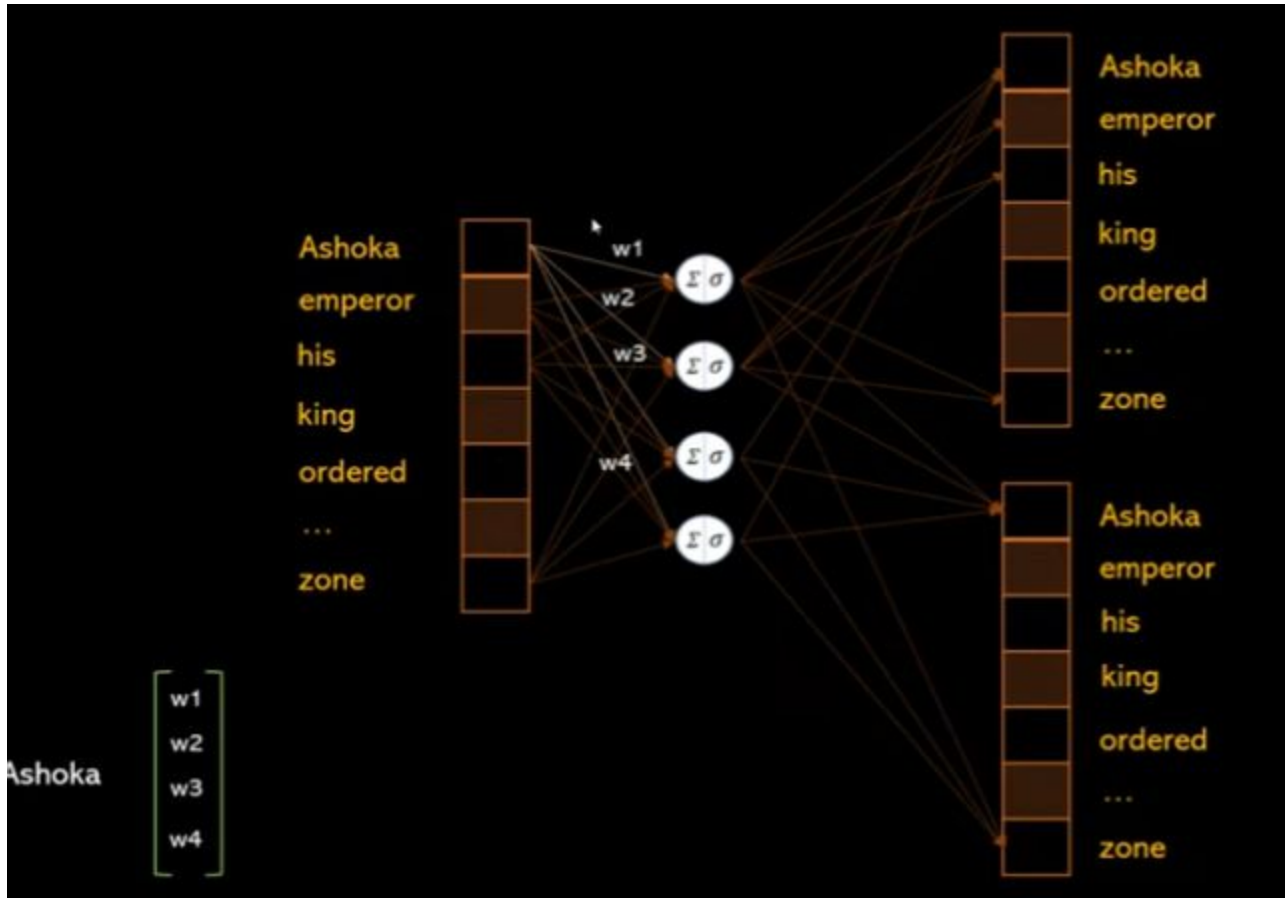 Ashoka
emperor
his
king
ordered
...
zone
w1
w2
w3
w4
Σ σ
Σ σ
Σ σ
Σ σ
Ashoka
emperor
his
king
ordered
...
zone
Ashoka
emperor
his
king
ordered
...
zone
Ashoka
w1
w2
w3
w4